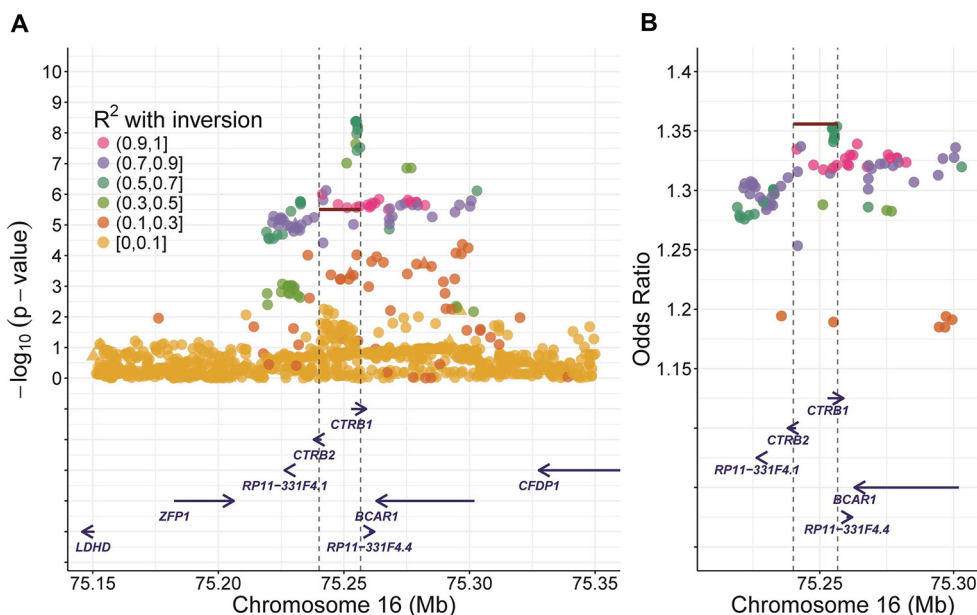 A
10
9
8
7
6
5
4
3
2
1
0
−log10 (p−value)
R2 with inversion
(0.9,1]
(0.7,0.9]
(0.5,0.7]
(0.3,0.5]
(0.1,0.3]
[0,0.1]
CTRB1
CTRB2
RP11−331F4.1
CFDP1
ZFP1
BCAR1
LDHD
RP11−331F4.4
75.15
75.20
75.25
75.30
75.35
Chromosome 16 (Mb)
B
1.4
1.35
1.3
1.25
1.2
1.15
Odds Ratio
CTRB1
CTRB2
RP11−331F4.1
BCAR1
RP11−331F4.4
75.25
75.30
Chromosome 16 (Mb)